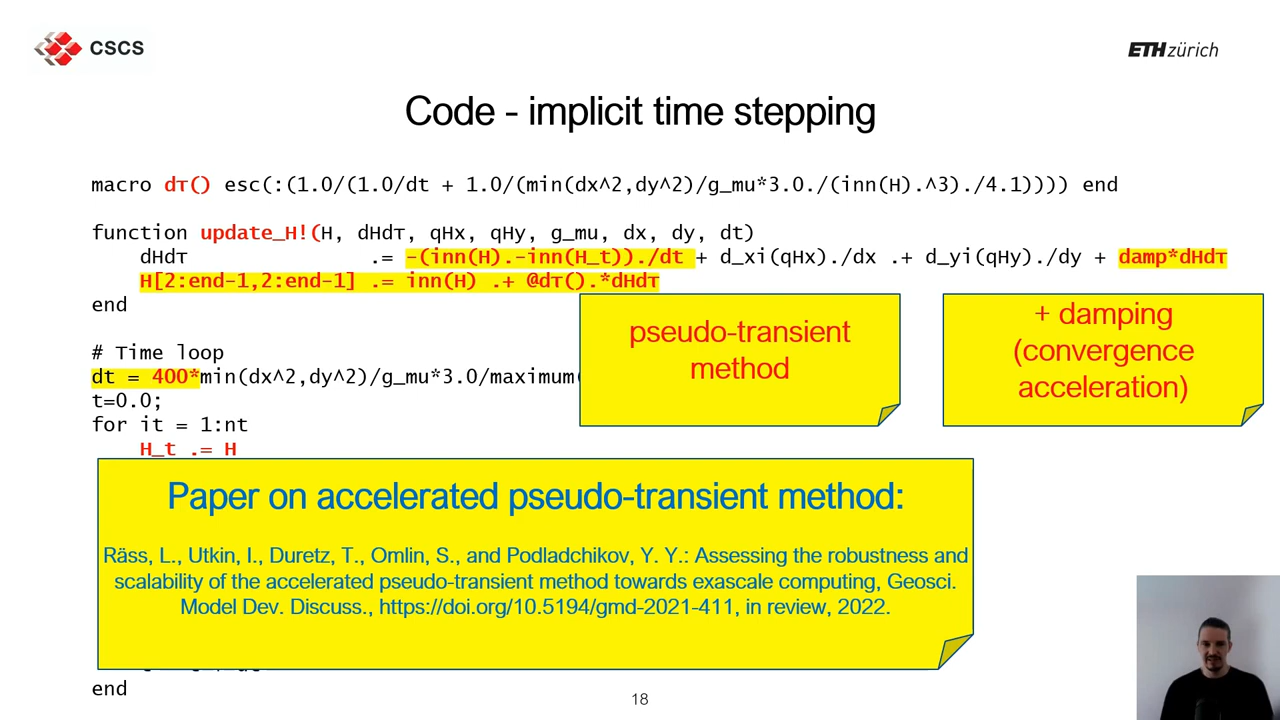 CSCS
ETH zürich
Code - implicit time stepping
macro dτ() esc(:(1.0/(1.0/dt + 1.0/(min(dx^2,dy^2)/g_mu*3.0./(inn(H).^3)./4.1)))) end
function update_H!(H, dHdτ, qHx, qHy, g_mu, dx, dy, dt)
dHdτ .= -(inn(H).-inn(H_t))./dt + d_xi(qHx)./dx .+ d_yi(qHy)./dy + damp*dHdτ
H[2:end-1,2:end-1] .= inn(H) .+ @dτ().*dHdτ
end
pseudo-transient
method
+ damping
(convergence
acceleration)
# Time loop
dt = 400*min(dx^2,dy^2)/g_mu*3.0/maximum(
t=0.0;
for it = 1:nt
H_t .= H
Paper on accelerated pseudo-transient method:
Räss, L., Utkin, I., Duretz, T., Omlin, S., and Podladchikov, Y. Y.: Assessing the robustness and
scalability of the accelerated pseudo-transient method towards exascale computing, Geosci.
Model Dev. Discuss., https://doi.org/10.5194/gmd-2021-411, in review, 2022.
end
18